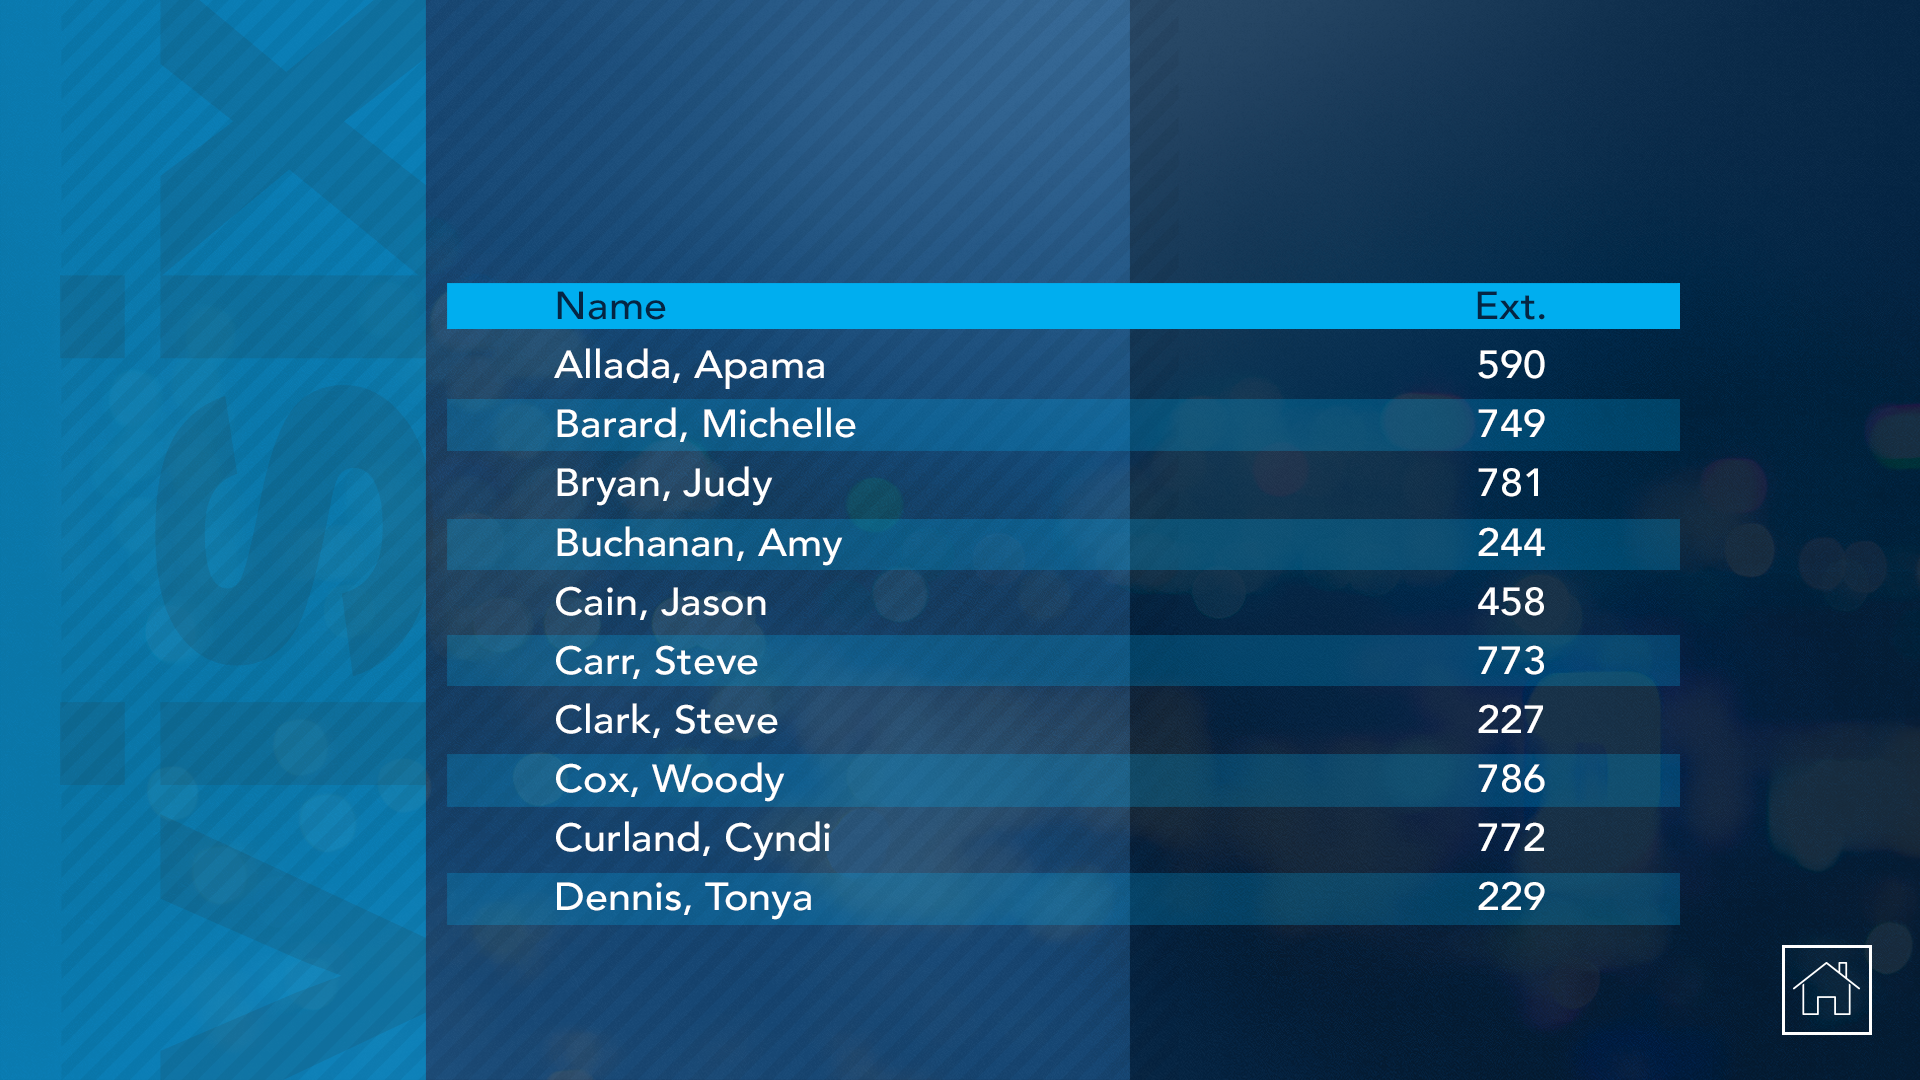 visix
Name Ext.
Allada, Apama 590
Barard, Michelle 749
Bryan, Judy 781
Buchanan, Amy 244
Cain, Jason 458
Carr, Steve 773
Clark, Steve 227
Cox, Woody 786
Curland, Cyndi 772
Dennis, Tonya 229